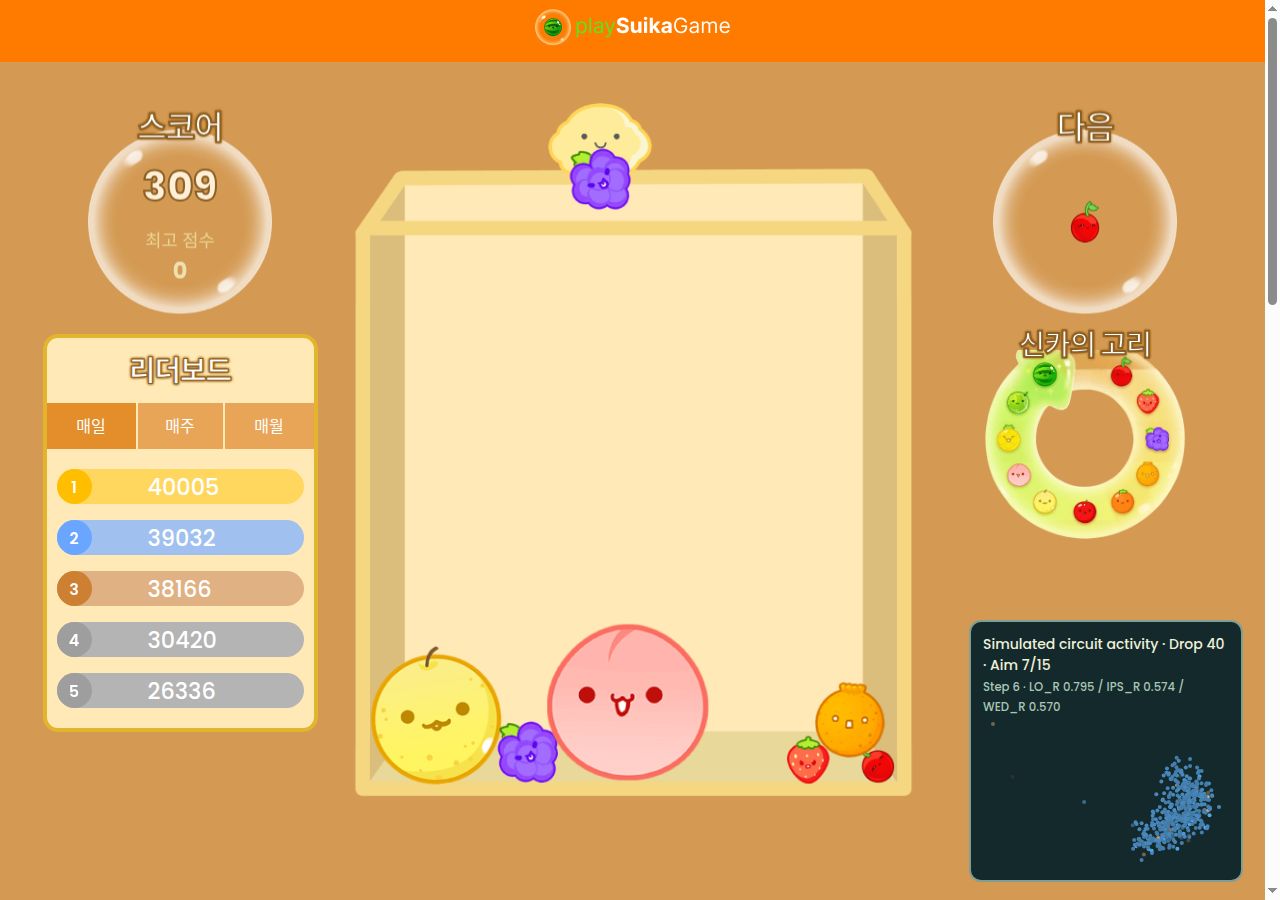 playSuikaGame
스코어
309
최고 점수
0
다음
리더보드
매일 매주 매월
1 40005
2 39032
3 38166
4 30420
5 26336
신카의 고리
Simulated circuit activity · Drop 40
· Aim 7/15
Step 6 · LO_R 0.795 / IPS_R 0.574 /
WED_R 0.570